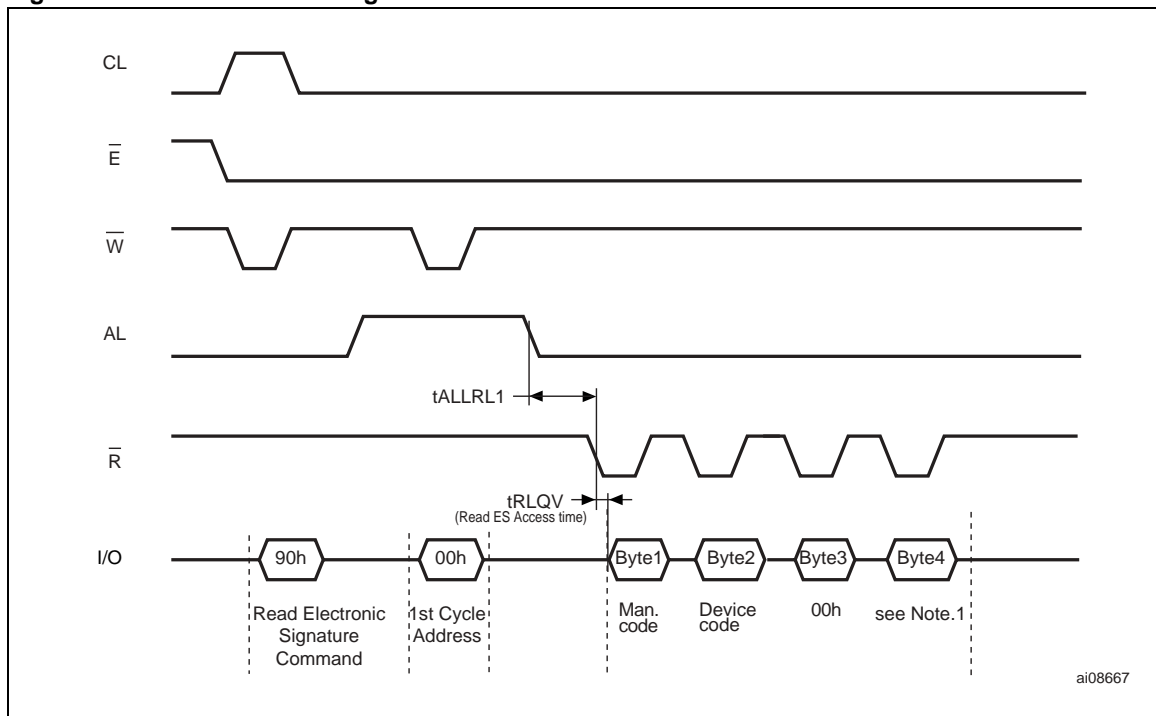 CL
E
W
AL
tALLRL1
R
tRLQV
(Read ES Access time)
I/O
90h
00h
Byte1
Byte2
Byte3
Byte4
Read Electronic
Signature
Command
1st Cycle
Address
Man.
code
Device
code
00h
see Note.1
ai08667